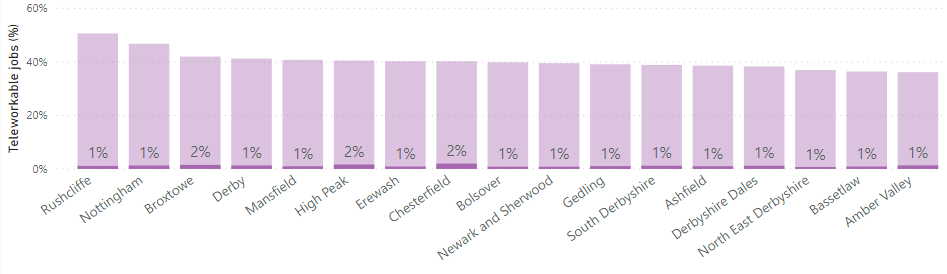 Teleworkable jobs (%)
60%
40%
20%
0%
1%
1%
2%
1%
1%
2%
1%
2%
1%
1%
1%
1%
1%
1%
1%
1%
1%
Rushcliffe
Nottingham
Broxtowe
Derby
Mansfield
High Peak
Erewash
Chesterfield
Bolsover
Newark and Sherwood
Gedling
South Derbyshire
Ashfield
Derbyshire Dales
North East Derbyshire
Bassetlaw
Amber Valley